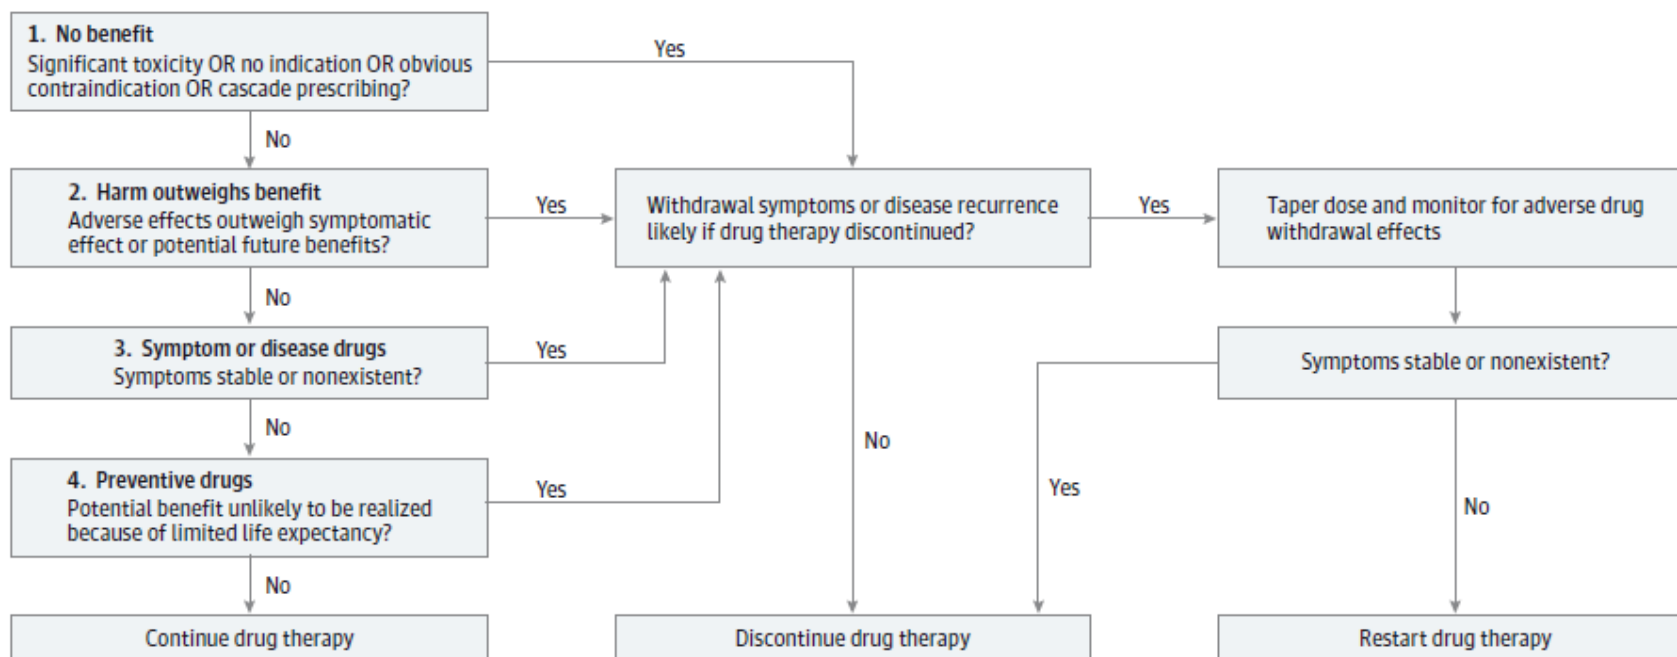 1. No benefit
Significant toxicity OR no indication OR obvious
contraindication OR cascade prescribing?
Yes
No
2. Harm outweighs benefit
Adverse effects outweigh symptomatic
effect or potential future benefits?
Yes
Withdrawal symptoms or disease recurrence
likely if drug therapy discontinued?
Yes
Taper dose and monitor for adverse drug
withdrawal effects
No
3. Symptom or disease drugs
Symptoms stable or nonexistent?
Yes
Symptoms stable or nonexistent?
No
No
4. Preventive drugs
Potential benefit unlikely to be realized
because of limited life expectancy?
Yes
Yes
No
No
Continue drug therapy
Discontinue drug therapy
Restart drug therapy